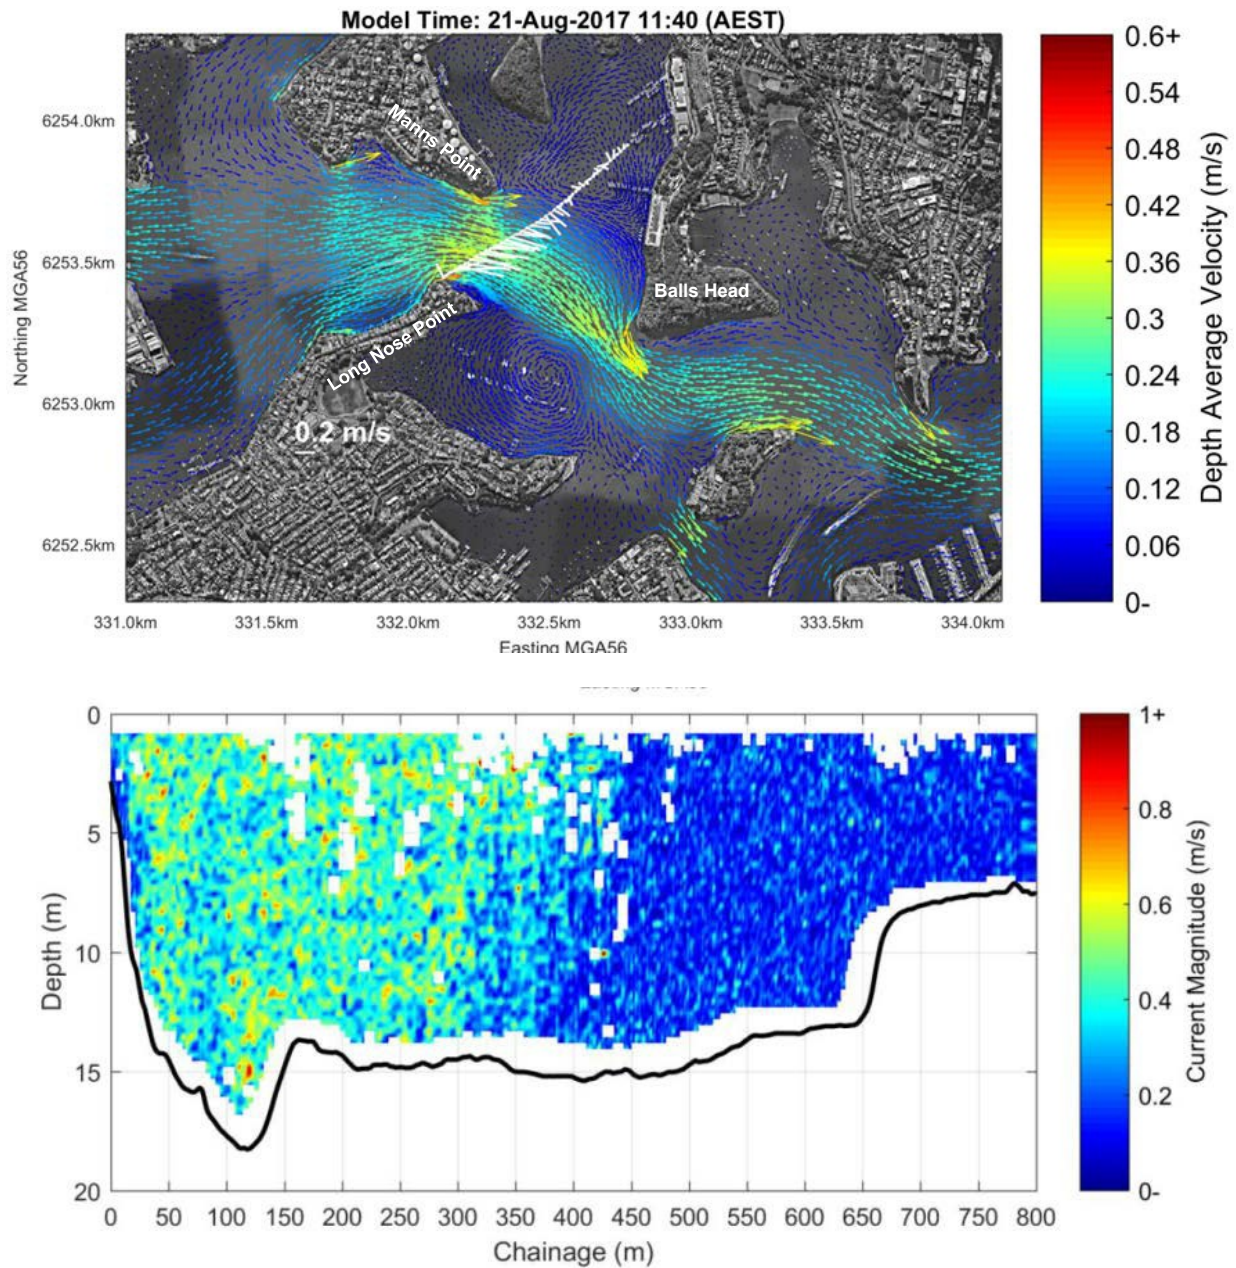 Model Time: 21-Aug-2017 11:40 (AEST)
0.6+
0.54
0.48
0.42
0.36
0.3
0.24
0.18
0.12
0.06
0-
Depth Average Velocity (m/s)
6254.0km
6253.5km
6253.0km
6252.5km
Northing MGA56
Manns Point
Balls Head
Long Nose Point
0.2 m/s
331.0km 331.5km 332.0km 332.5km 333.0km 333.5km 334.0km
Easting MGA56
0
5
10
15
20
Depth (m)
0 50 100 150 200 250 300 350 400 450 500 550 600 650 700 750 800
Chainage (m)
1+
0.8
0.6
0.4
0.2
0-
Current Magnitude (m/s)